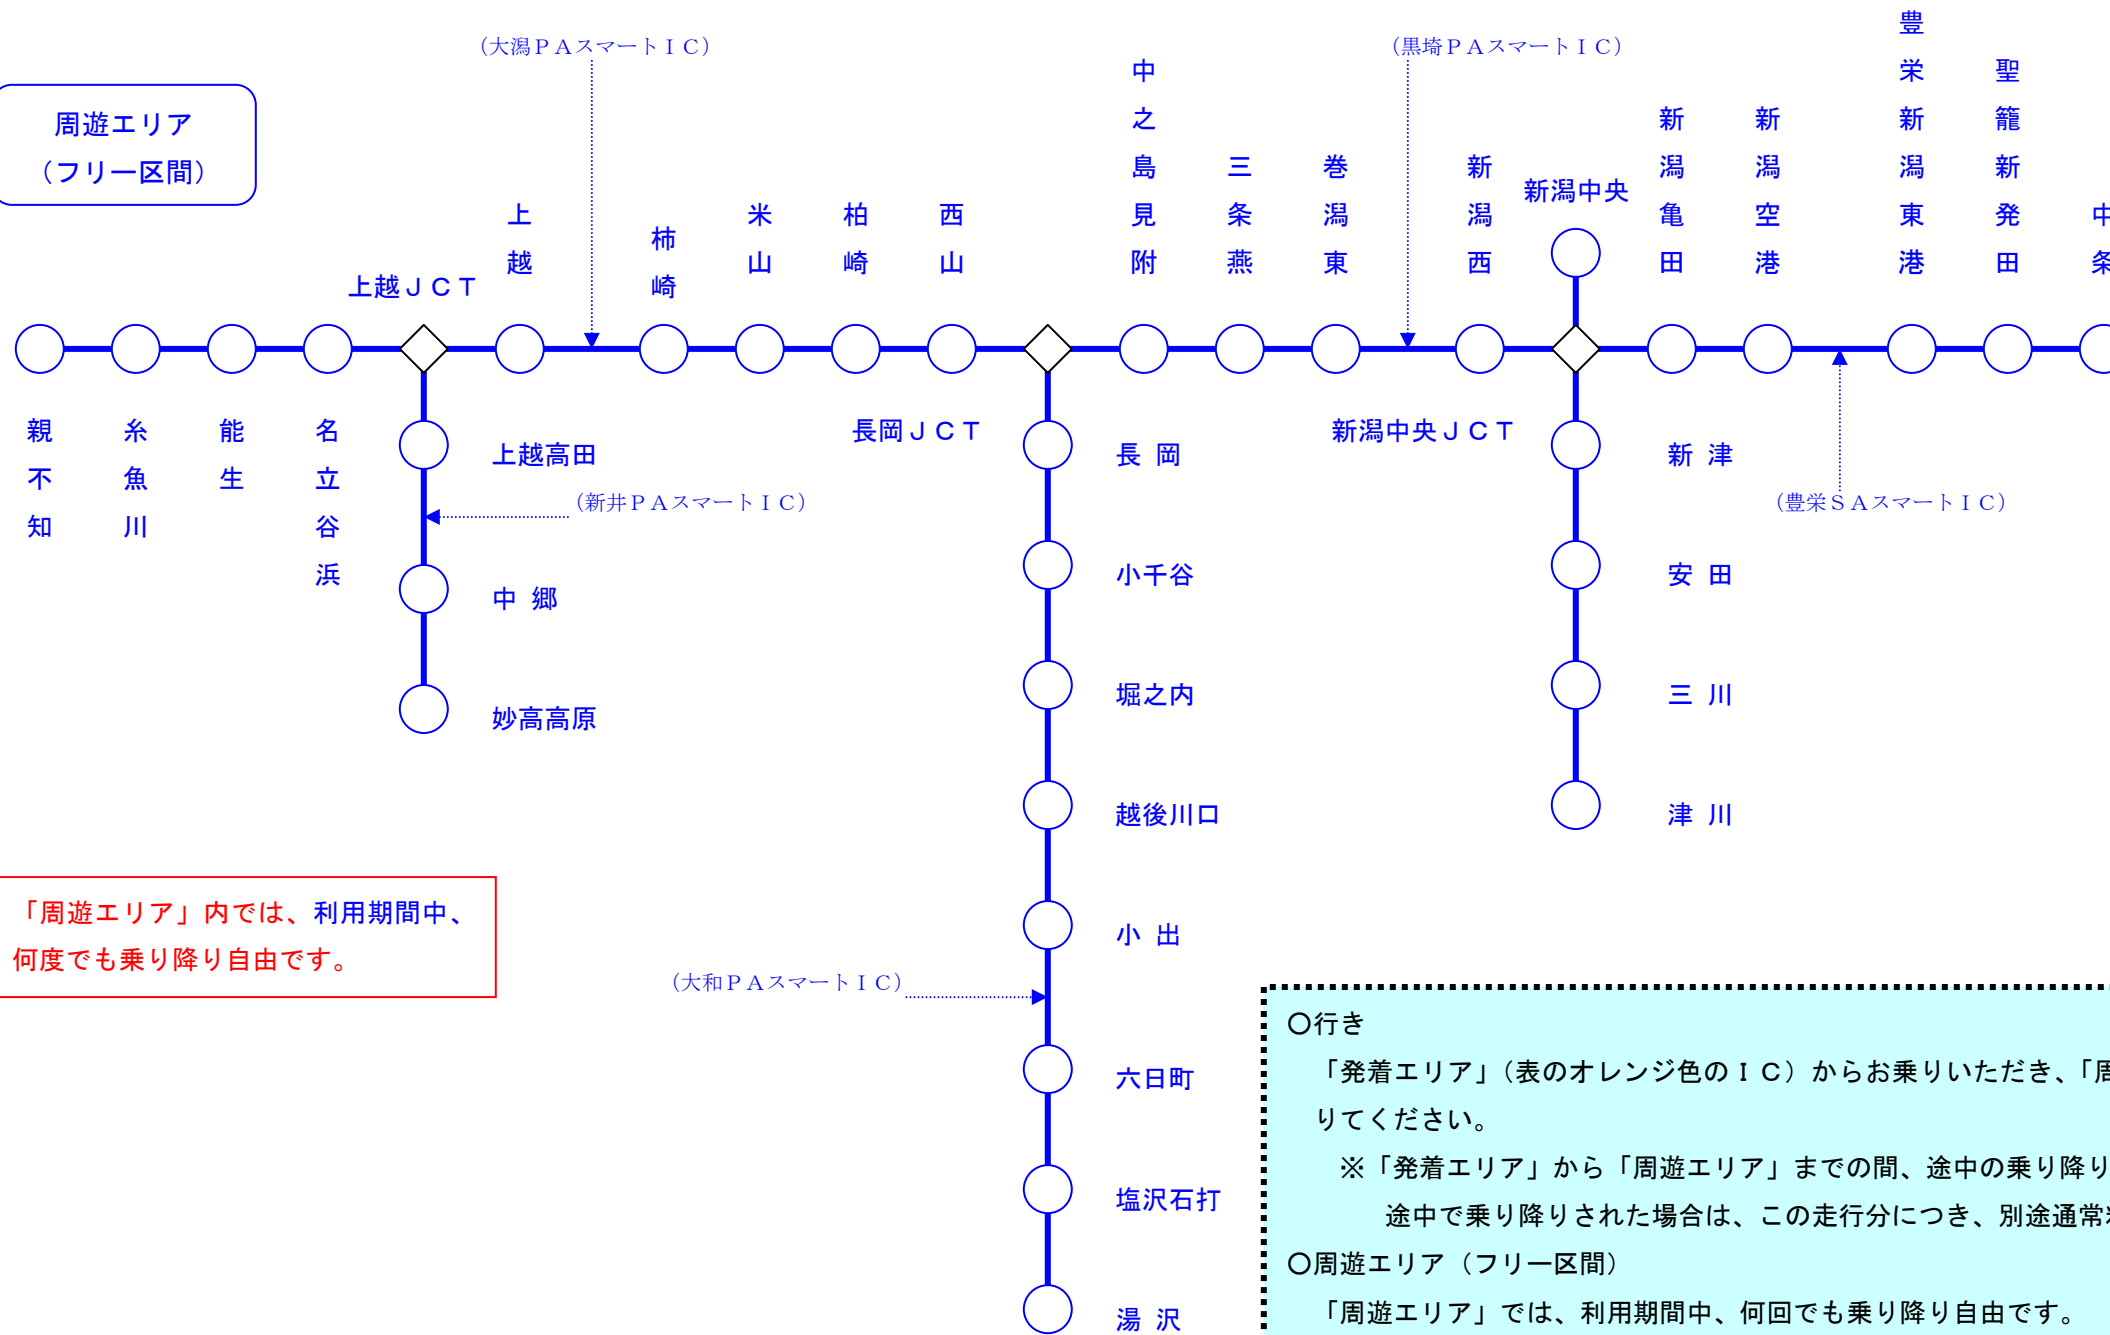 (大潟PAスマートIC)
(黒埼PAスマートIC)
周遊エリア
(フリー区間)
上越JCT
上越
柿崎
米山
柏崎
西山
中之島見附
三条燕
巻潟東
新潟西
新潟中央
新潟亀田
新潟空港
豊栄新潟東港
聖籠新発田
中条
親不知
糸魚川
能生
名立谷浜
長岡JCT
新潟中央JCT
上越高田
(新井PAスマートIC)
中 郷
妙高高原
長 岡
小千谷
堀之内
越後川口
小 出
(大和PAスマートIC)
六日町
塩沢石打
湯 沢
新 津
(豊栄SAスマートIC)
安 田
三 川
津 川
「周遊エリア」内では、利用期間中、
何度でも乗り降り自由です。
○行き
「発着エリア」(表のオレンジ色のIC)からお乗りいただき、「周
りてください。
※「発着エリア」から「周遊エリア」までの間、途中の乗り降り
途中で乗り降りされた場合は、この走行分につき、別途通常
○周遊エリア(フリー区間)
「周遊エリア」では、利用期間中、何回でも乗り降り自由です。